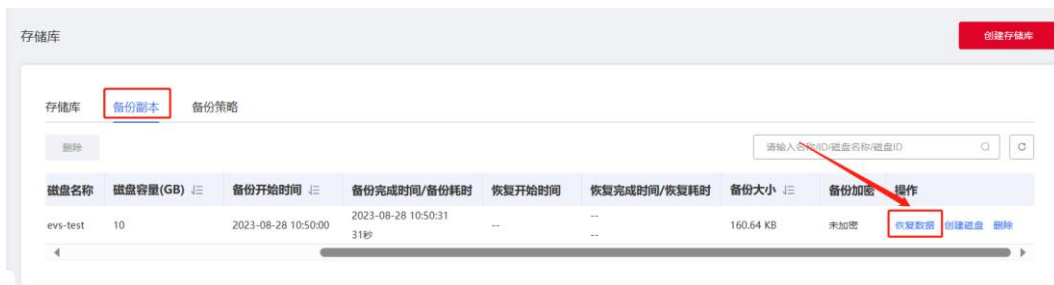 存储库 创建存储库
存储库 备份副本 备份策略
删除 请输入名称/ID/磁盘名称/磁盘ID
磁盘名称 磁盘容量(GB) 备份开始时间 备份完成时间/备份耗时 恢复开始时间 恢复完成时间/恢复耗时 备份大小 备份加密 操作
evs-test 10 2023-08-28 10:50:00 2023-08-28 10:50:31 -- -- 160.64 KB 未加密 恢复数据 创建磁盘 删除
31秒 --